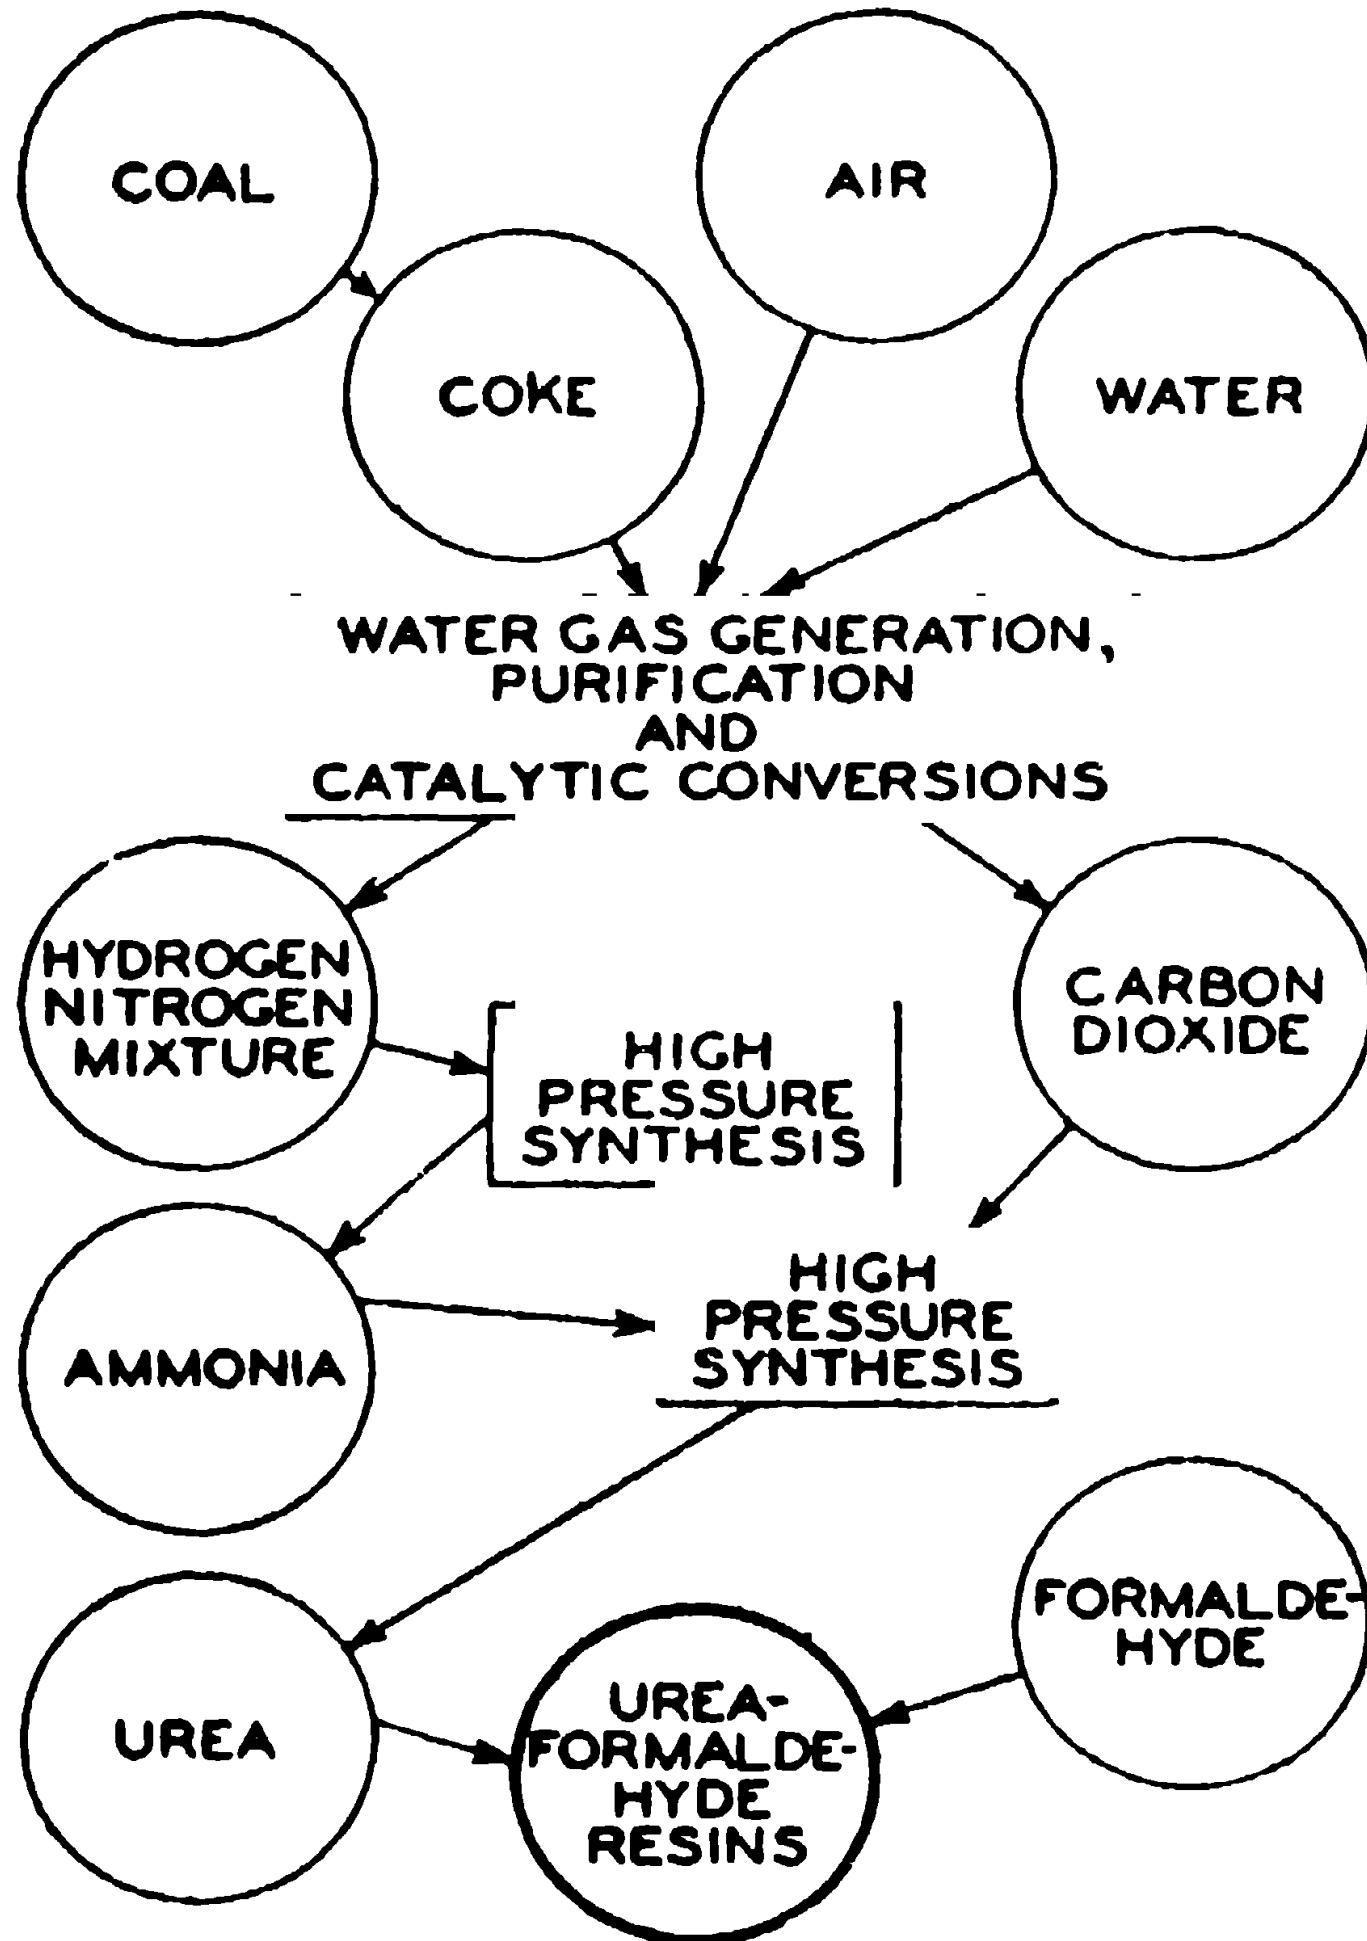 COAL
AIR
COKE
WATER
WATER GAS GENERATION,
PURIFICATION
AND
CATALYTIC CONVERSIONS
HYDROGEN
NITROGEN
MIXTURE
HIGH
PRESSURE
SYNTHESIS
CARBON
DIOXIDE
HIGH
PRESSURE
SYNTHESIS
AMMONIA
FORMALDE-
HYDE
UREA
UREA-
FORMALDE-
HYDE
RESINS